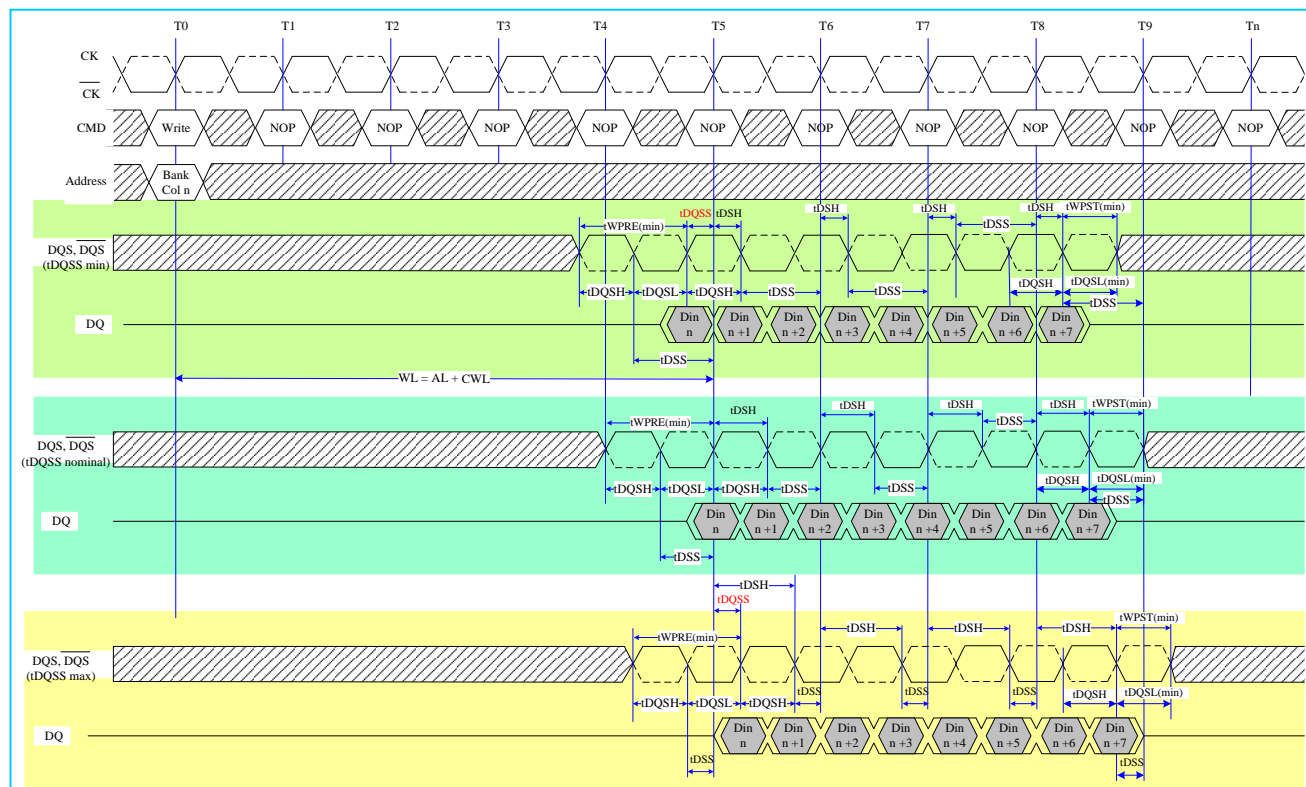 T0 T1 T2 T3 T4 T5 T6 T7 T8 T9 Tn
CK
CK
CMD Write NOP NOP NOP NOP NOP NOP NOP NOP NOP NOP
Address Bank
Col n
tDQSS tDSH tDSH tDSH tDSH tWPST(min)
tWPRE(min) tDSS
DQS, DQS
(tDQSS min)
tDQSH tDQSL tDQSH tDSS tDSS tDQSH tDQSL(min)
tDSS
DQ Din n Din n +1 Din n +2 Din n +3 Din n +4 Din n +5 Din n +6 Din n +7
tDSS
WL = AL + CWL
tWPRE(min) tDSH tDSH tDSH tDSH tWPST(min)
tDSS
DQS, DQS
(tDQSS nominal)
tDQSH tDQSL tDQSH tDSS tDSS tDQSH tDQSL(min)
tDSS
DQ Din n Din n +1 Din n +2 Din n +3 Din n +4 Din n +5 Din n +6 Din n +7
tDSS
tDSH
tDQSS
tWPRE(min) tDSH tDSH tDSH tWPST(min)
DQS, DQS
(tDQSS max)
tDQSH tDQSL tDQSH tDSS tDSS tDSS tDQSH tDQSL(min)
DQ Din n Din n +1 Din n +2 Din n +3 Din n +4 Din n +5 Din n +6 Din n +7
tDSS tDSS